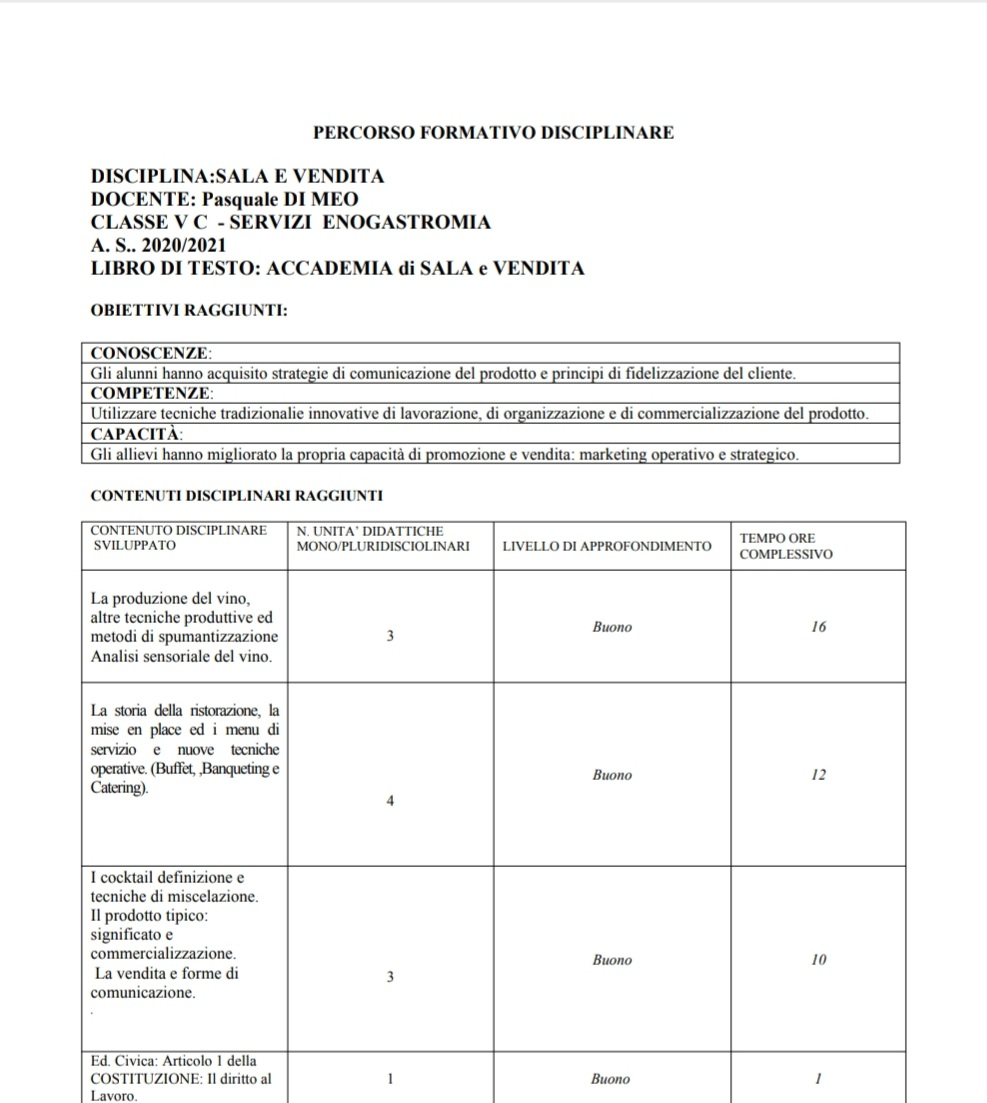 PERCORSO FORMATIVO DISCIPLINARE
DISCIPLINA:SALA E VENDITA
DOCENTE: Pasquale DI MEO
CLASSE V C - SERVIZI ENOGASTROMIA
A. S.. 2020/2021
LIBRO DI TESTO: ACCADEMIA di SALA e VENDITA
OBIETTIVI RAGGIUNTI:
CONOSCENZE:
Gli alunni hanno acquisito strategie di comunicazione del prodotto e principi di fidelizzazione del cliente.
COMPETENZE:
Utilizzare tecniche tradizionalie innovative di lavorazione, di organizzazione e di commercializzazione del prodotto.
CAPACITÀ:
Gli allievi hanno migliorato la propria capacità di promozione e vendita: marketing operativo e strategico.
CONTENUTI DISCIPLINARI RAGGIUNTI
CONTENUTO DISCIPLINARE
SVILUPPATO
N. UNITA' DIDATTICHE
MONO/PLURIDISCIOLINARI
LIVELLO DI APPROFONDIMENTO
TEMPO ORE
COMPLESSIVO
La produzione del vino,
altre tecniche produttive ed
metodi di spumantizzazione
Analisi sensoriale del vino.
3
Buono
16
La storia della ristorazione, la
mise en place ed i menu di
servizio e nuove tecniche
operative. (Buffet, ,Banqueting e
Catering).
4
Buono
12
I cocktail definizione e
tecniche di miscelazione.
Il prodotto tipico:
significato e
commercializzazione.
La vendita e forme di
comunicazione.
.
3
Buono
10
Ed. Civica: Articolo 1 della
COSTITUZIONE: Il diritto al
Lavoro.
1
Buono
1